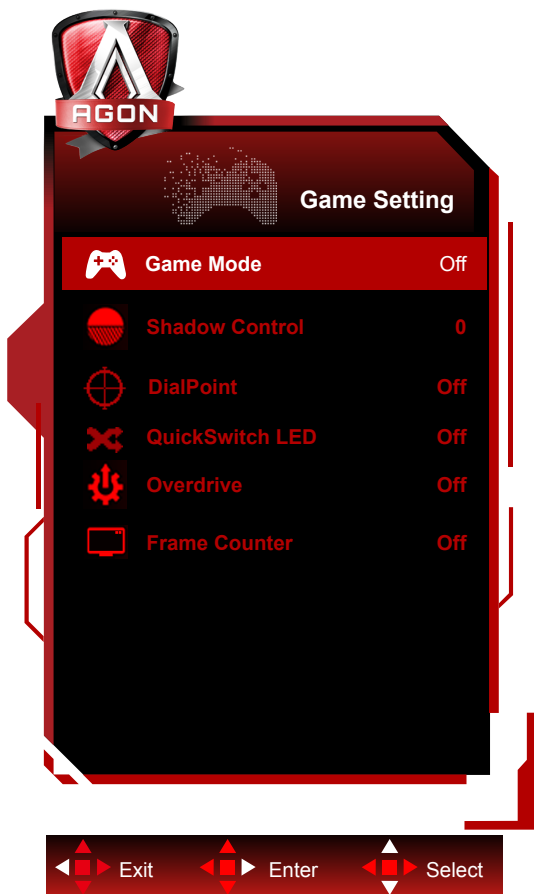 AGON
Game Setting
Game Mode Off
Shadow Control 0
DialPoint Off
QuickSwitch LED Off
Overdrive Off
Frame Counter Off
Exit Enter Select